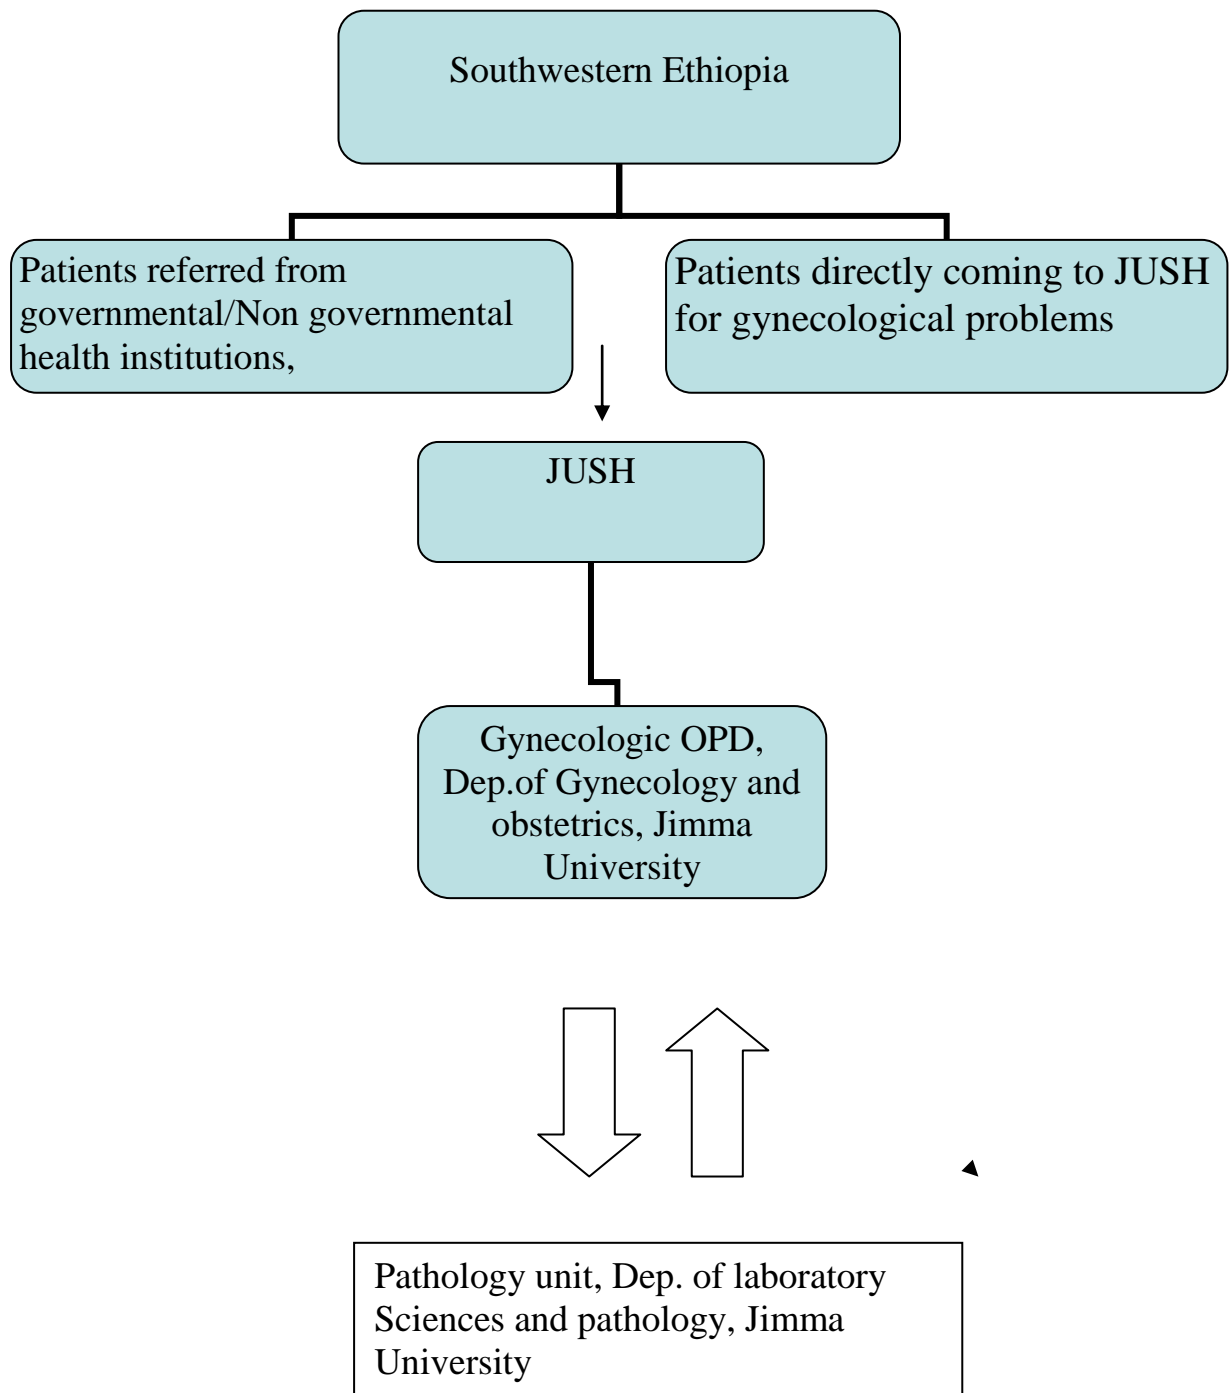 Southwestern Ethiopia
Patients referred from
governmental/Non governmental
health institutions,
Patients directly coming to JUSH
for gynecological problems
JUSH
Gynecologic OPD,
Dep.of Gynecology and
obstetrics, Jimma
University
Pathology unit, Dep. of laboratory
Sciences and pathology, Jimma
University